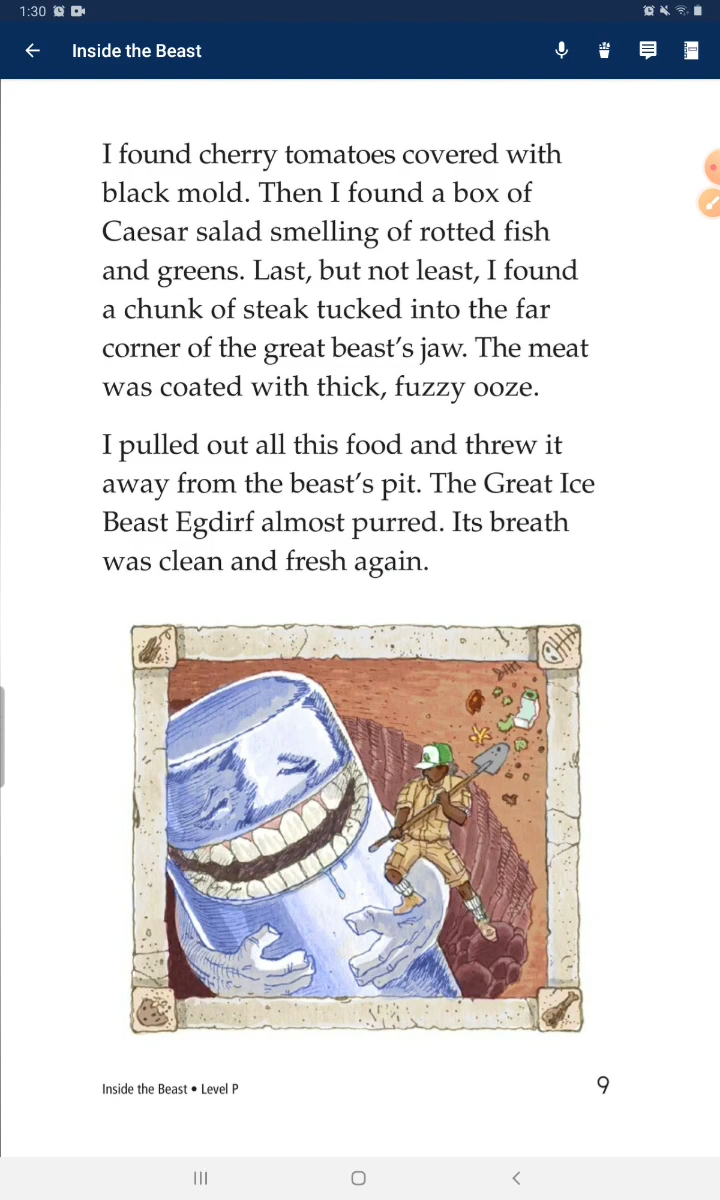 1:30
Inside the Beast
I found cherry tomatoes covered with
black mold. Then I found a box of
Caesar salad smelling of rotted fish
and greens. Last, but not least, I found
a chunk of steak tucked into the far
corner of the great beast’s jaw. The meat
was coated with thick, fuzzy ooze.
I pulled out all this food and threw it
away from the beast’s pit. The Great Ice
Beast Egdirf almost purred. Its breath
was clean and fresh again.
Inside the Beast • Level P
9